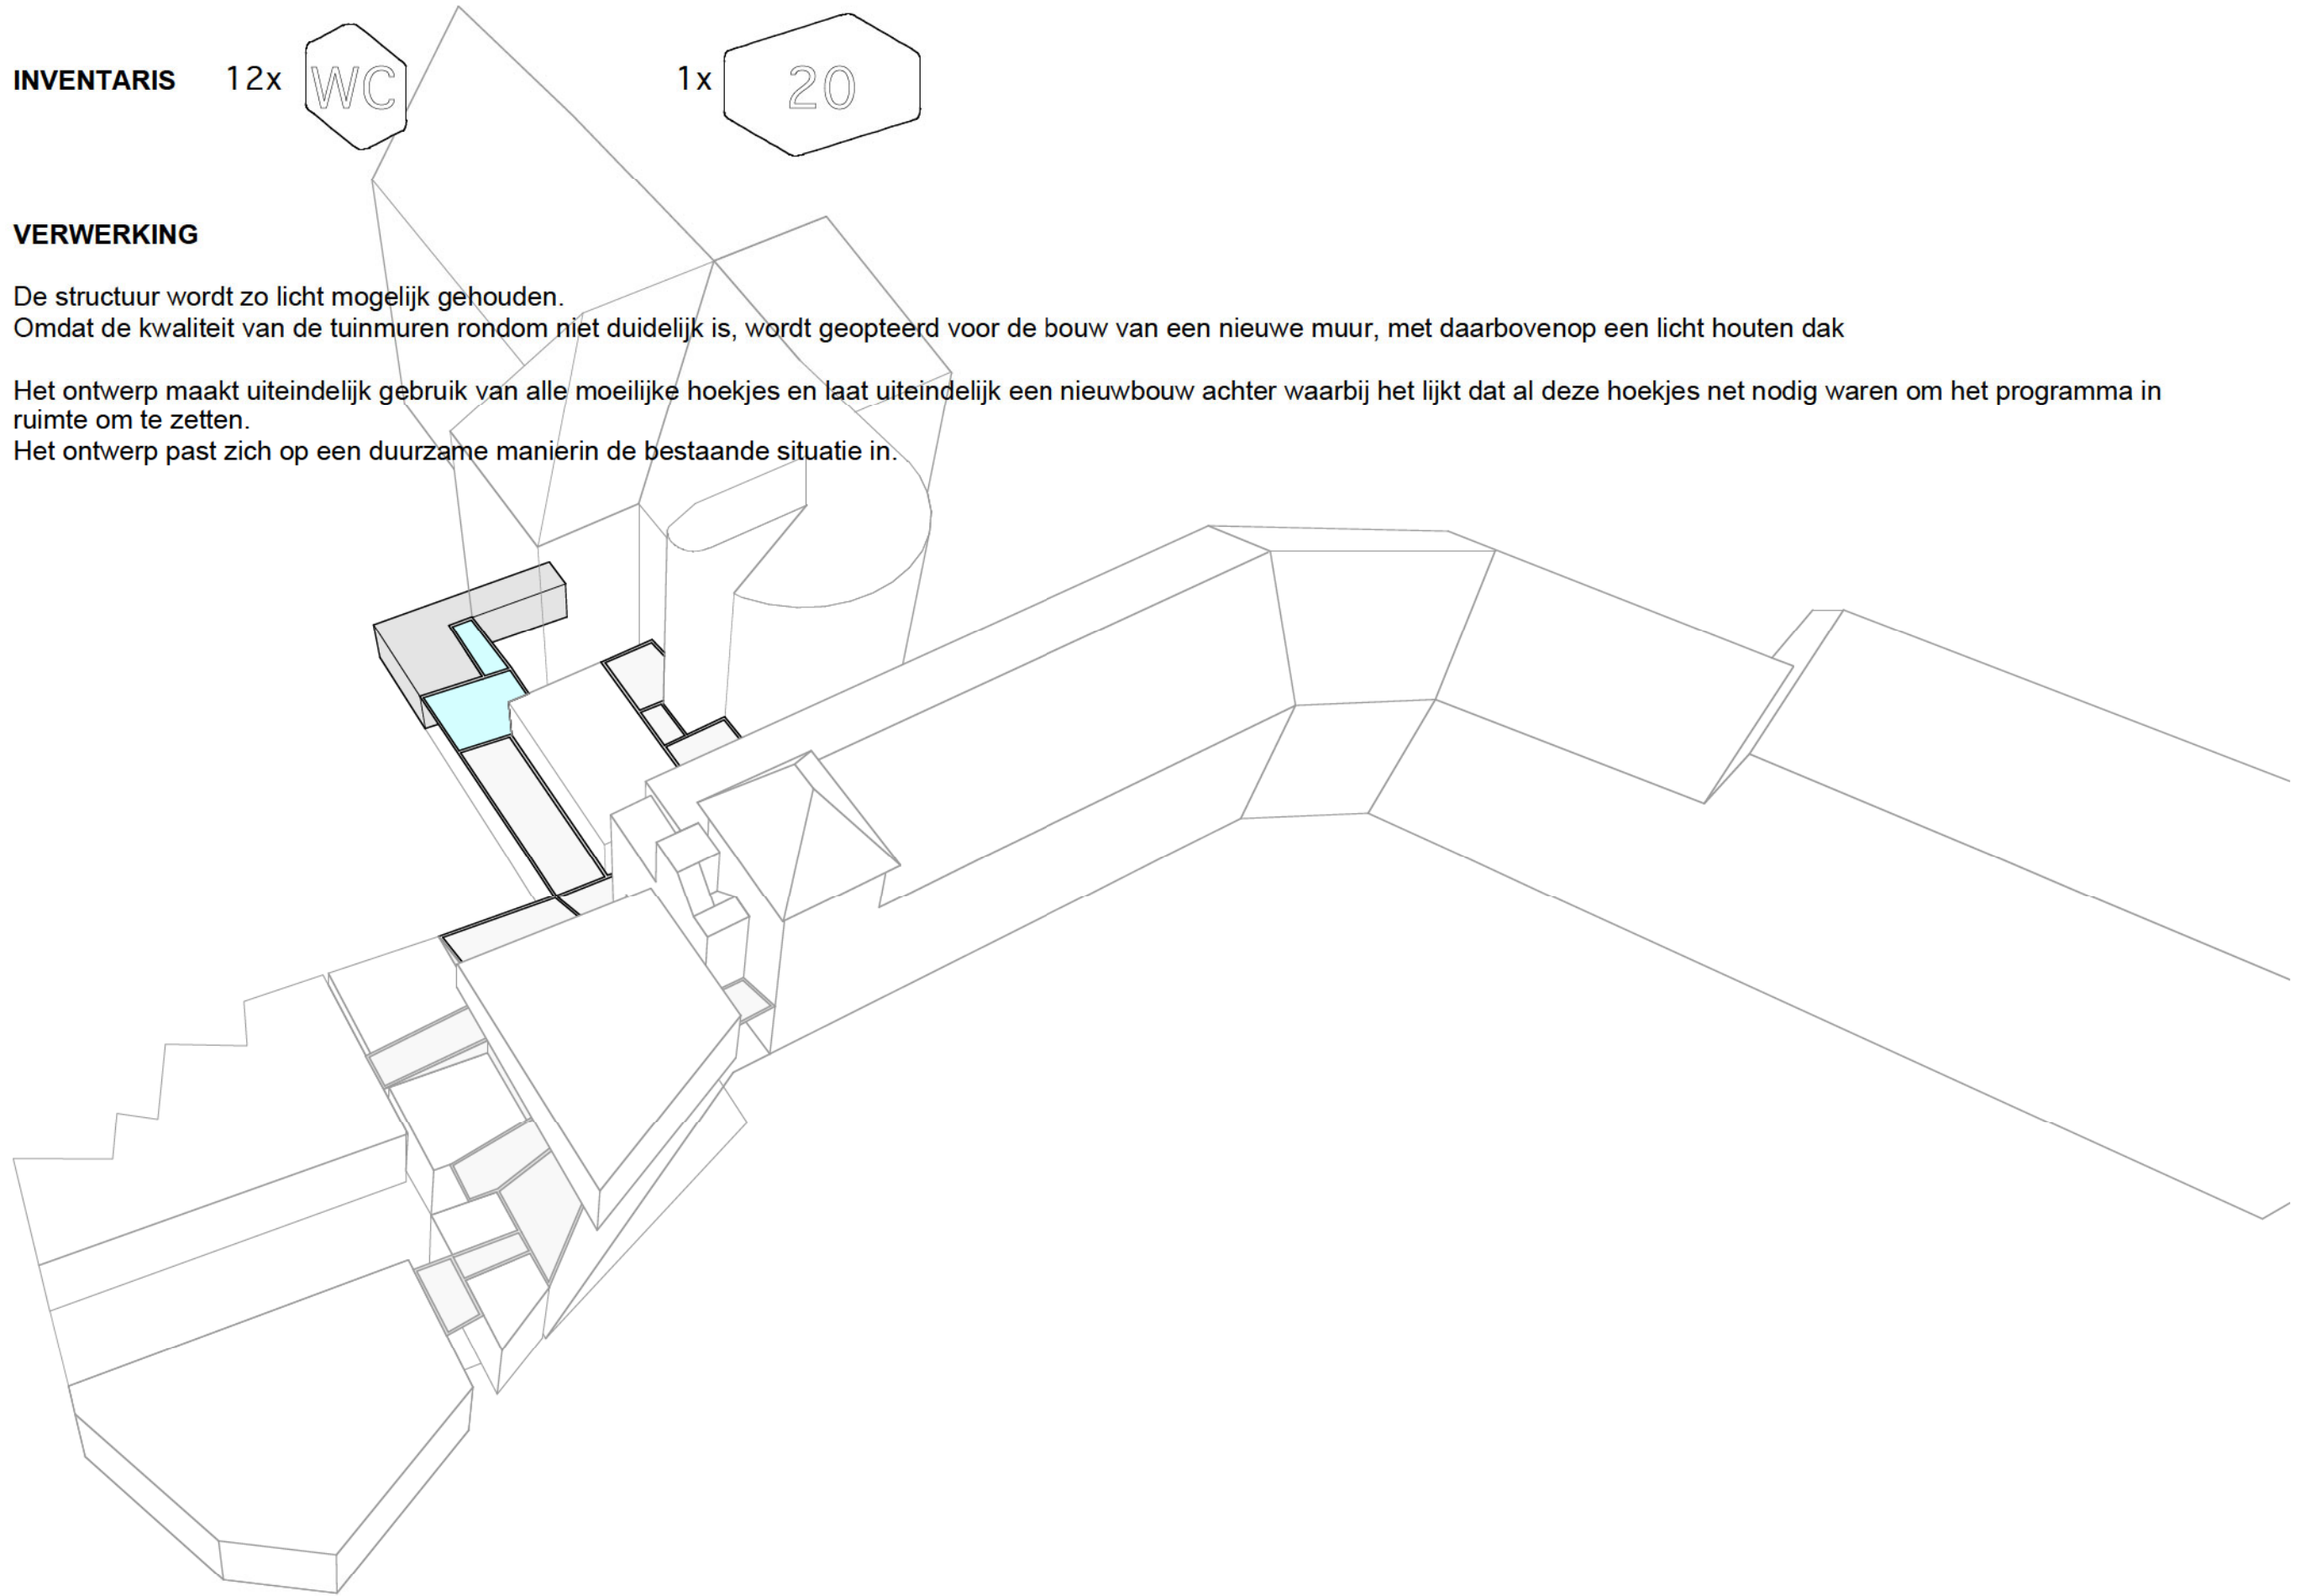 INVENTARIS 12x WC 1x 20
VERWERKING
De structuur wordt zo licht mogelijk gehouden.
Omdat de kwaliteit van de tuinmuren rondom niet duidelijk is, wordt geopteerd voor de bouw van een nieuwe muur, met daarbovenop een licht houten dak
Het ontwerp maakt uiteindelijk gebruik van alle moeilijke hoekjes en laat uiteindelijk een nieuwbouw achter waarbij het lijkt dat al deze hoekjes net nodig waren om het programma in
ruimte om te zetten.
Het ontwerp past zich op een duurzame manierin de bestaande situatie in.